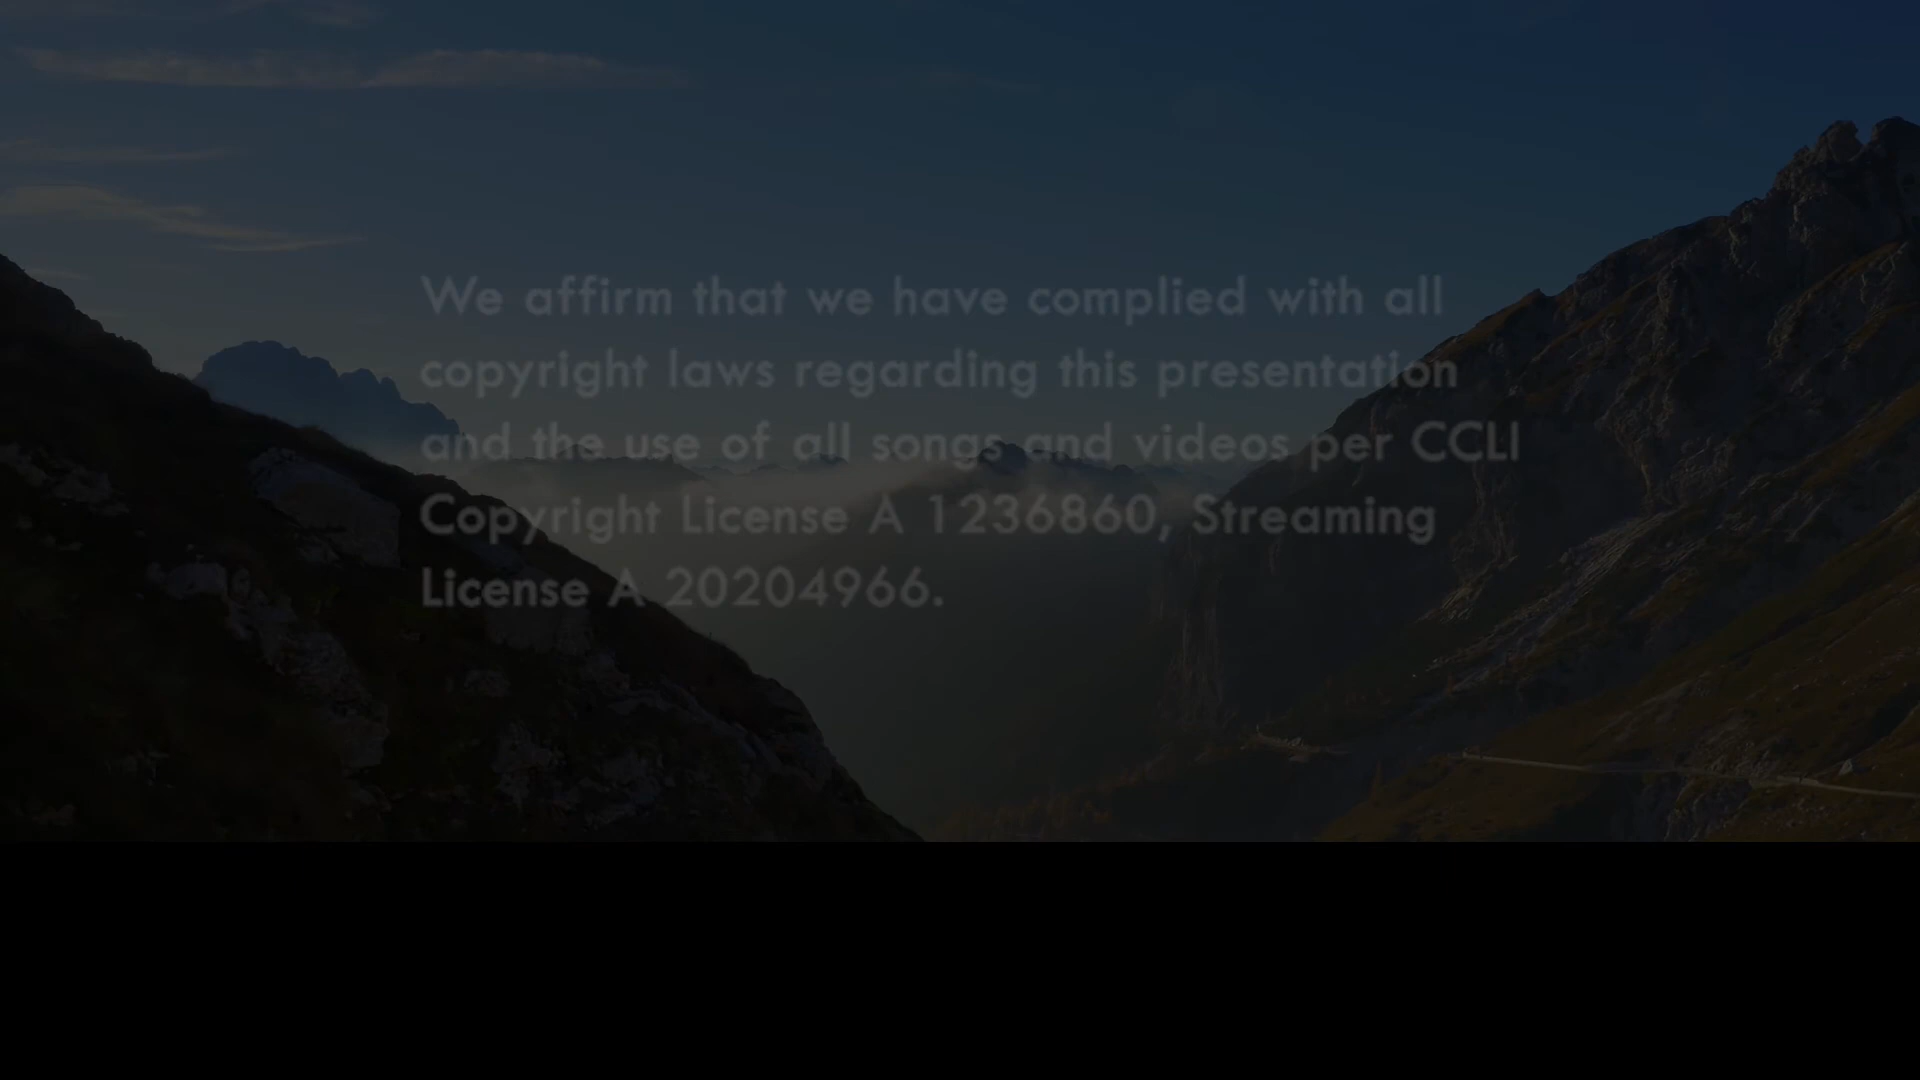 We affirm that we have complied with all
copyright laws regarding this presentation
and the use of all songs and videos per CCLI
Copyright License A 1236860, Streaming
License A 20204966.